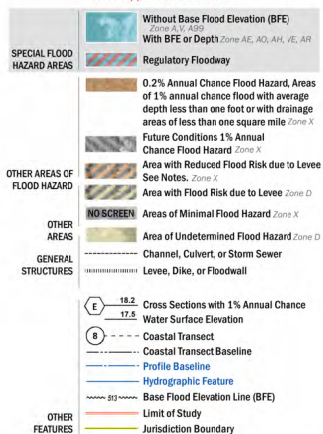 Without Base Flood Elevation (BFE)
Zone A,V, A99
With BFE or Depth Zone AE, AO, AH, VE, AR
SPECIAL FLOOD
HAZARD AREAS
Regulatory Floodway
0.2% Annual Chance Flood Hazard, Areas
of 1% annual chance flood with average
depth less than one foot or with drainage
areas of less than one square mile Zone X
Future Conditions 1% Annual
Chance Flood Hazard Zone X
Area with Reduced Flood Risk due to Levee
See Notes. Zone X
OTHER AREAS OF
FLOOD HAZARD
Area with Flood Risk due to Levee Zone D
NO SCREEN Areas of Minimal Flood Hazard Zone X
OTHER
AREAS
Area of Undetermined Flood Hazard Zone D
GENERAL
STRUCTURES
Channel, Culvert, or Storm Sewer
Levee, Dike, or Floodwall
E 18.2 Cross Sections with 1% Annual Chance
17.5 Water Surface Elevation
8 Coastal Transect
Coastal Transect Baseline
Profile Baseline
Hydrographic Feature
513 Base Flood Elevation Line (BFE)
OTHER
FEATURES
Limit of Study
Jurisdiction Boundary